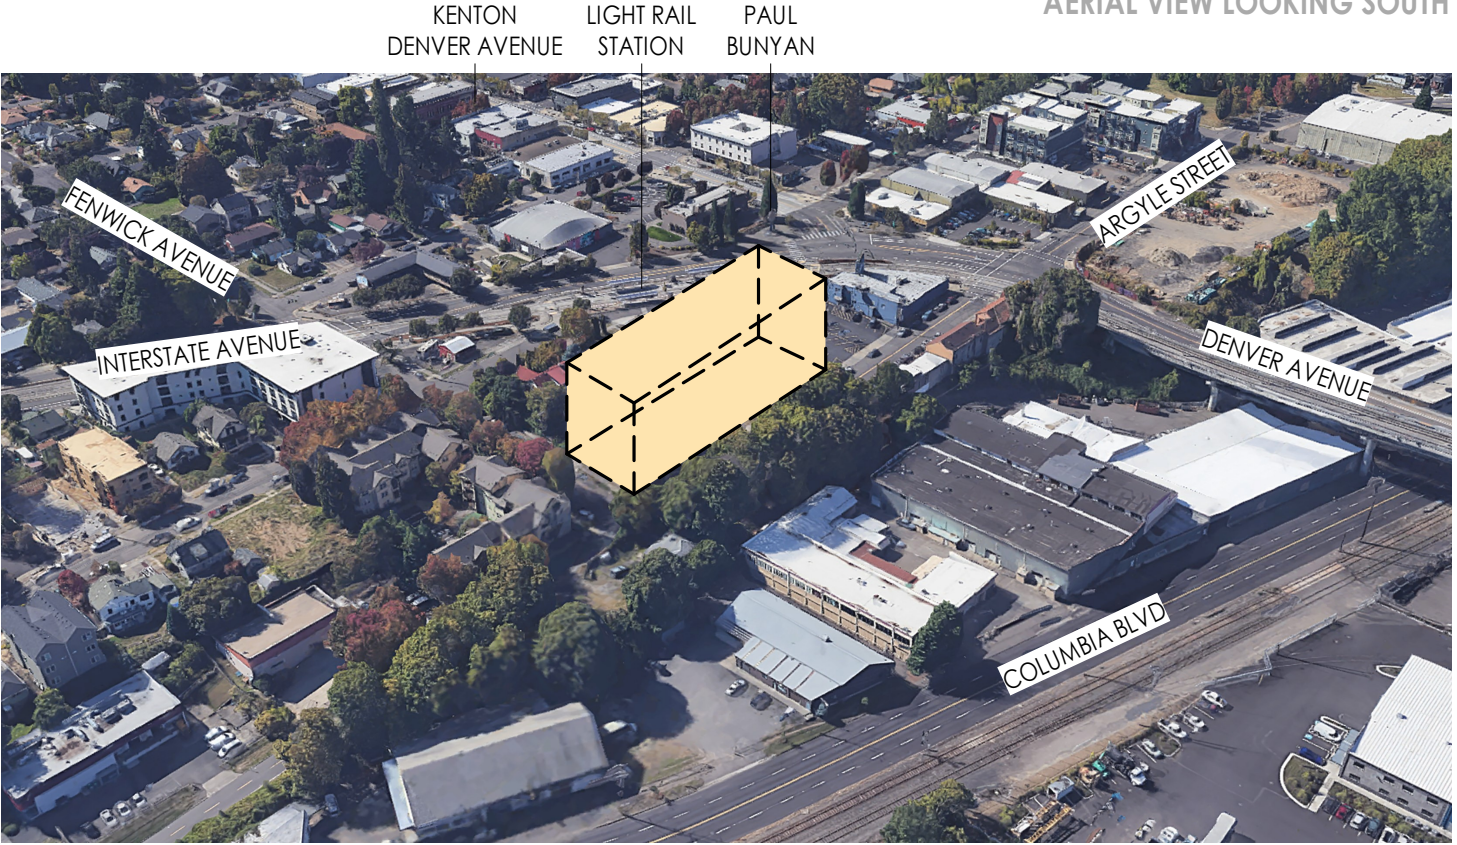 AERIAL VIEW LOOKING SOUTH
KENTON
DENVER AVENUE
LIGHT RAIL
STATION
PAUL
BUNYAN
FENWICK AVENUE
INTERSTATE AVENUE
ARGYLE STREET
DENVER AVENUE
COLUMBIA BLVD